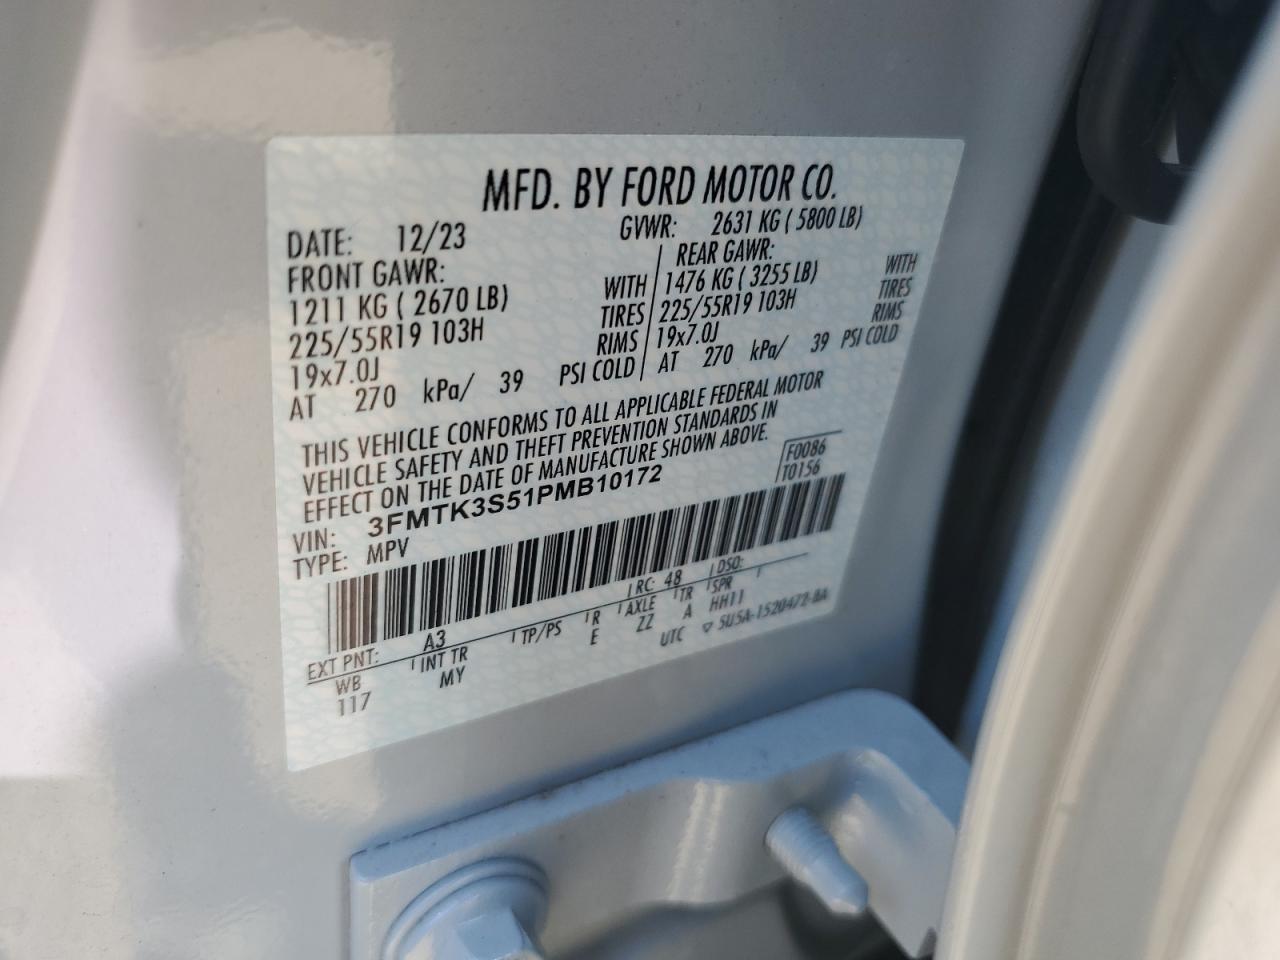 MFD. BY FORD MOTOR CO.
DATE: 12/23 GVWR: 2631 KG ( 5800 LB)
FRONT GAWR: REAR GAWR:
1211 KG ( 2670 LB) WITH 1476 KG ( 3255 LB) WITH
225/55R19 103H TIRES 225/55R19 103H TIRES
19x7.0J RIMS 19x7.0J RIMS
AT 270 kPa/ 39 PSI COLD AT 270 kPa/ 39 PSI COLD
THIS VEHICLE CONFORMS TO ALL APPLICABLE FEDERAL MOTOR
VEHICLE SAFETY AND THEFT PREVENTION STANDARDS IN
EFFECT ON THE DATE OF MANUFACTURE SHOWN ABOVE.
F0086
T0156
VIN: 3FMTK3S51PMB10172
TYPE: MPV
EXT PNT: A3 RC: 48 DSO:
WB INT TR TP/PS R AXLE TR SPR
117 MY E ZZ A HH11
UTC ▽ 5U5A-1520472-BA